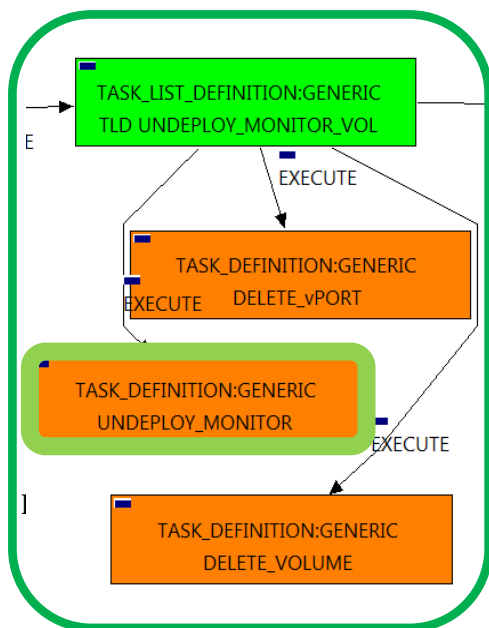 TASK_LIST_DEFINITION:GENERIC
TLD UNDEPLOY_MONITOR_VOL
E
EXECUTE
TASK_DEFINITION:GENERIC
DELETE_vPORT
EXECUTE
TASK_DEFINITION:GENERIC
UNDEPLOY_MONITOR
EXECUTE
]
TASK_DEFINITION:GENERIC
DELETE_VOLUME